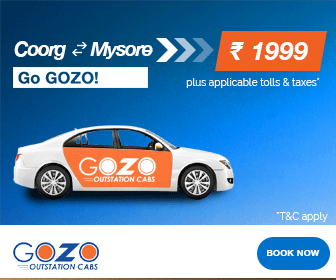 Coorg ⇄ Mysore
₹ 1999
Go GOZO!
plus applicable tolls & taxes*
GOZO
OUTSTATION CABS
*T&C apply
GOZO
OUTSTATION CABS
BOOK NOW